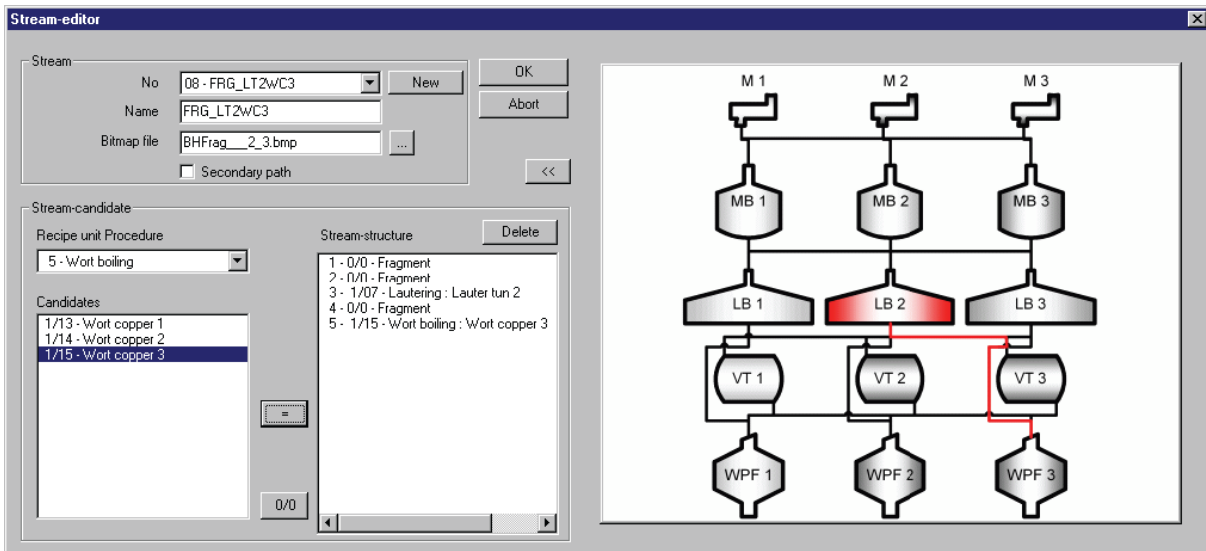 Stream-editor
Stream
No
08 - FRG_LT2WC3
New
OK
Name
FRG_LT2WC3
Abort
Bitmap file
BHFrag___2_3.bmp
...
Secondary path
<<
Stream-candidate
Recipe unit Procedure
5 - Wort boiling
Candidates
1/13 - Wort copper 1
1/14 - Wort copper 2
1/15 - Wort copper 3
=
0/0
Stream-structure
Delete
1 - 0/0 - Fragment
2 - 0/0 - Fragment
3 - 1/07 - Lautering : Lauter tun 2
4 - 0/0 - Fragment
5 - 1/15 - Wort boiling : Wort copper 3
M 1 M 2 M 3
MB 1 MB 2 MB 3
LB 1 LB 2 LB 3
VT 1 VT 2 VT 3
WPF 1 WPF 2 WPF 3